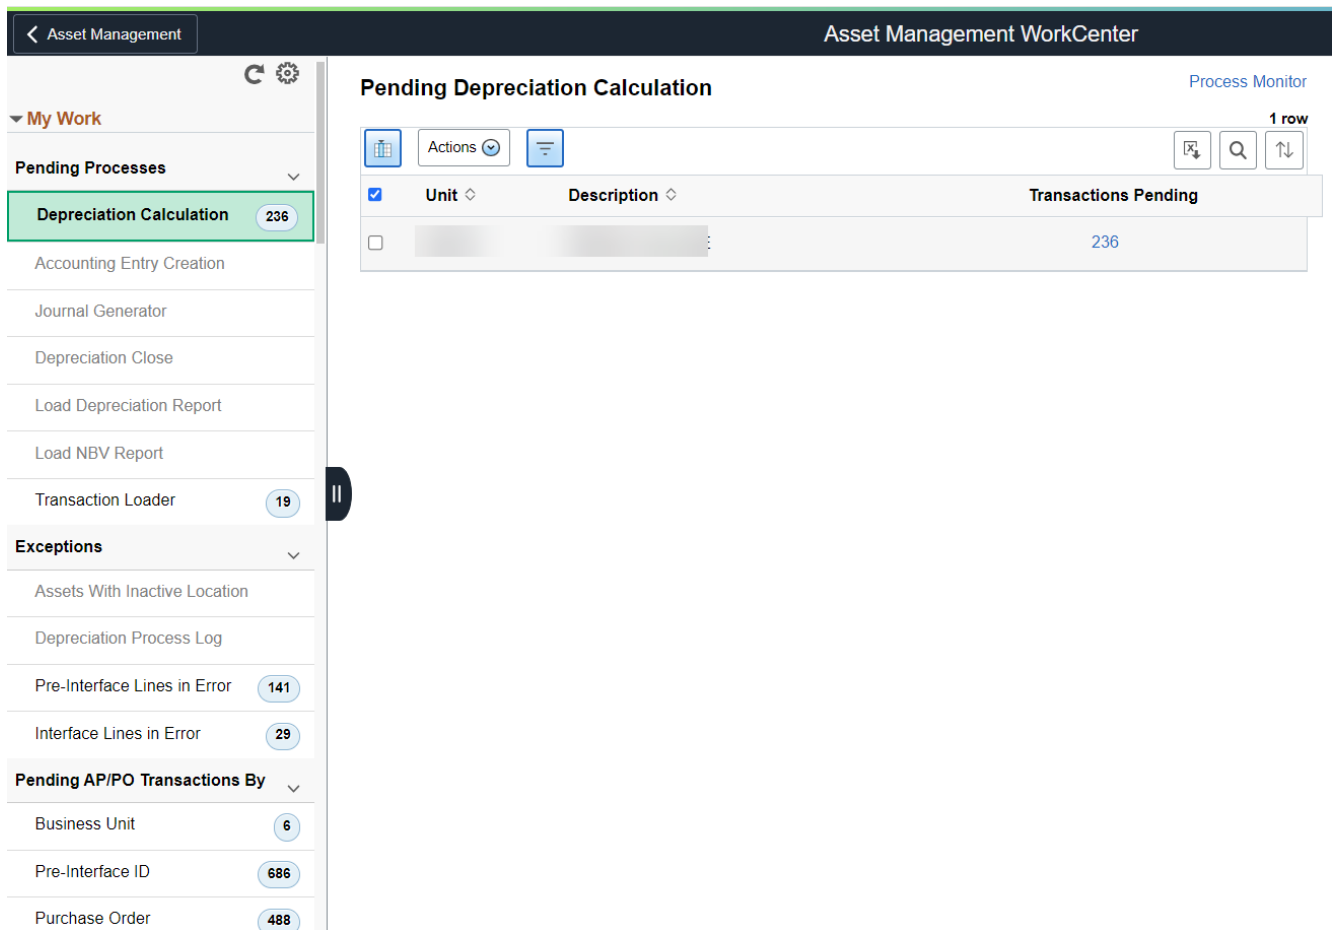 Asset Management
Asset Management WorkCenter
My Work
Pending Processes
Depreciation Calculation 236
Accounting Entry Creation
Journal Generator
Depreciation Close
Load Depreciation Report
Load NBV Report
Transaction Loader 19
Exceptions
Assets With Inactive Location
Depreciation Process Log
Pre-Interface Lines in Error 141
Interface Lines in Error 29
Pending AP/PO Transactions By
Business Unit 6
Pre-Interface ID 686
Purchase Order 488
Pending Depreciation Calculation
Process Monitor
1 row
Actions
Unit Description Transactions Pending
236